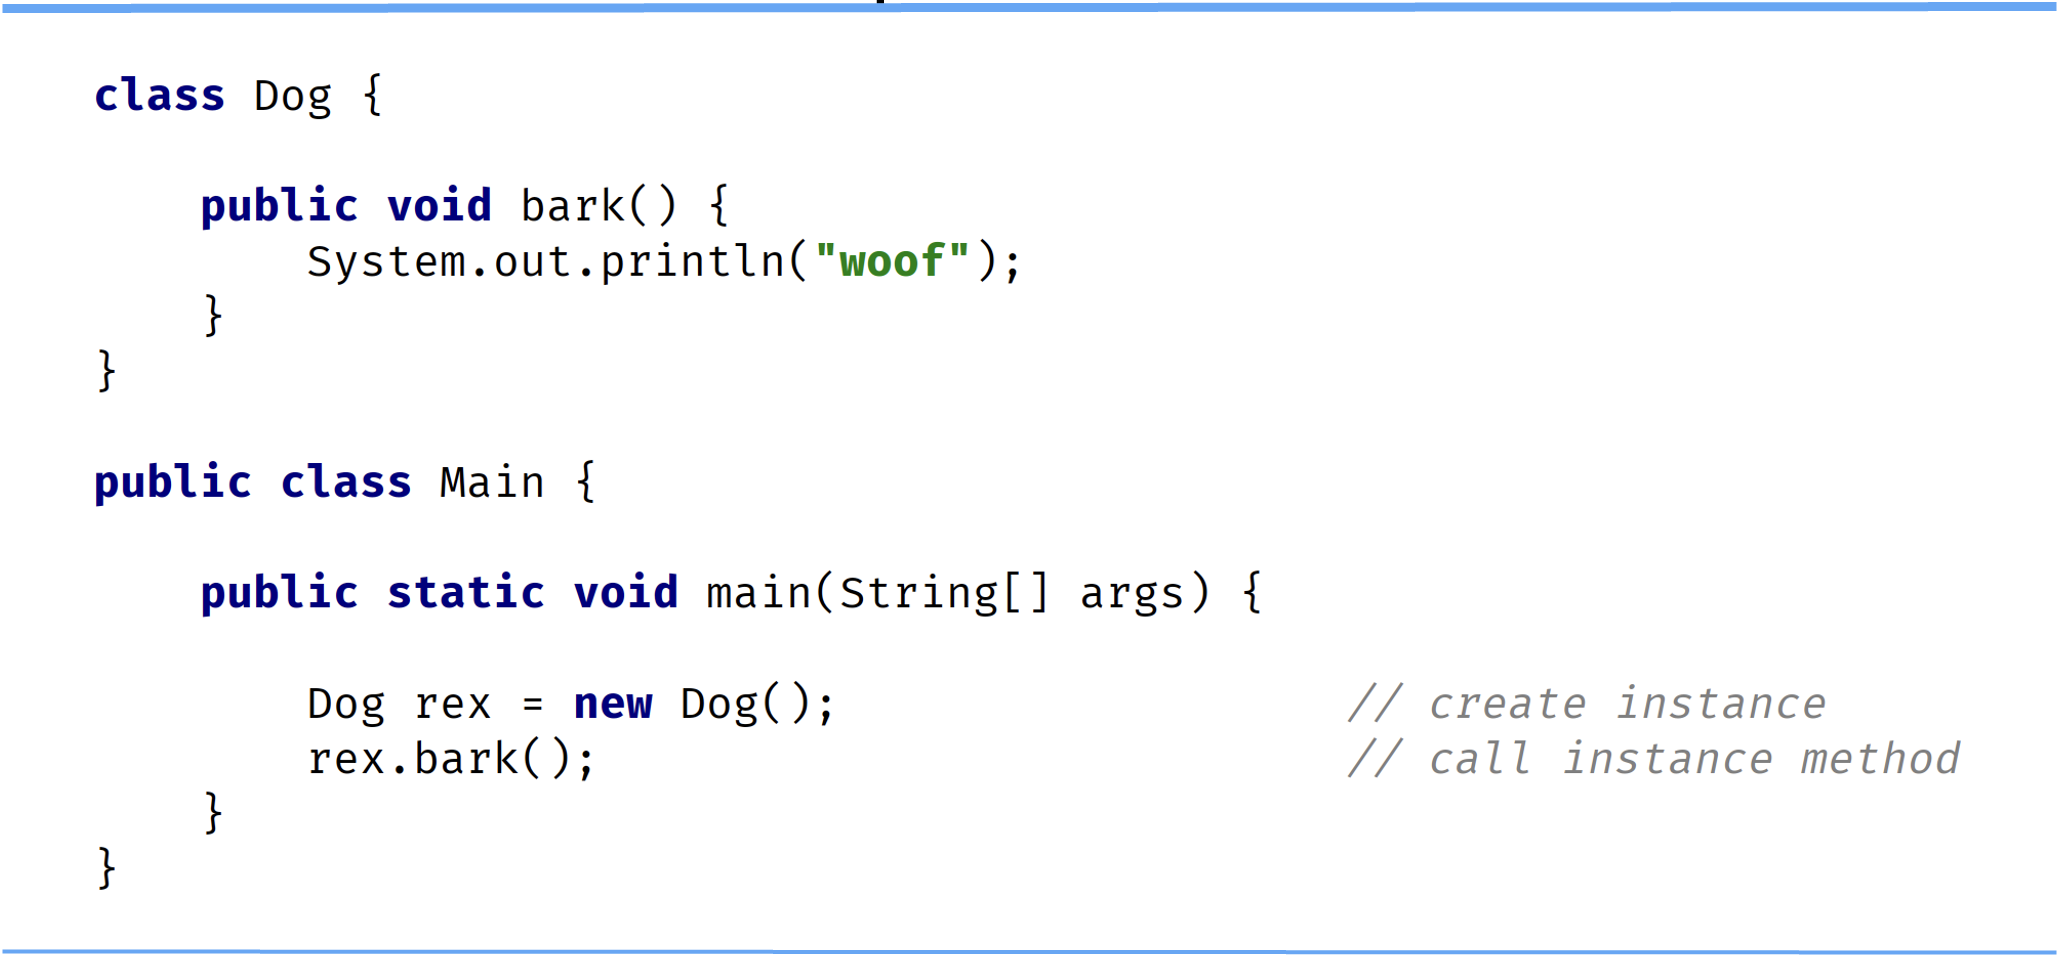 class Dog {
public void bark() {
System.out.println("woof");
}
}
public class Main {
public static void main(String[] args) {
Dog rex = new Dog(); // create instance
rex.bark(); // call instance method
}
}